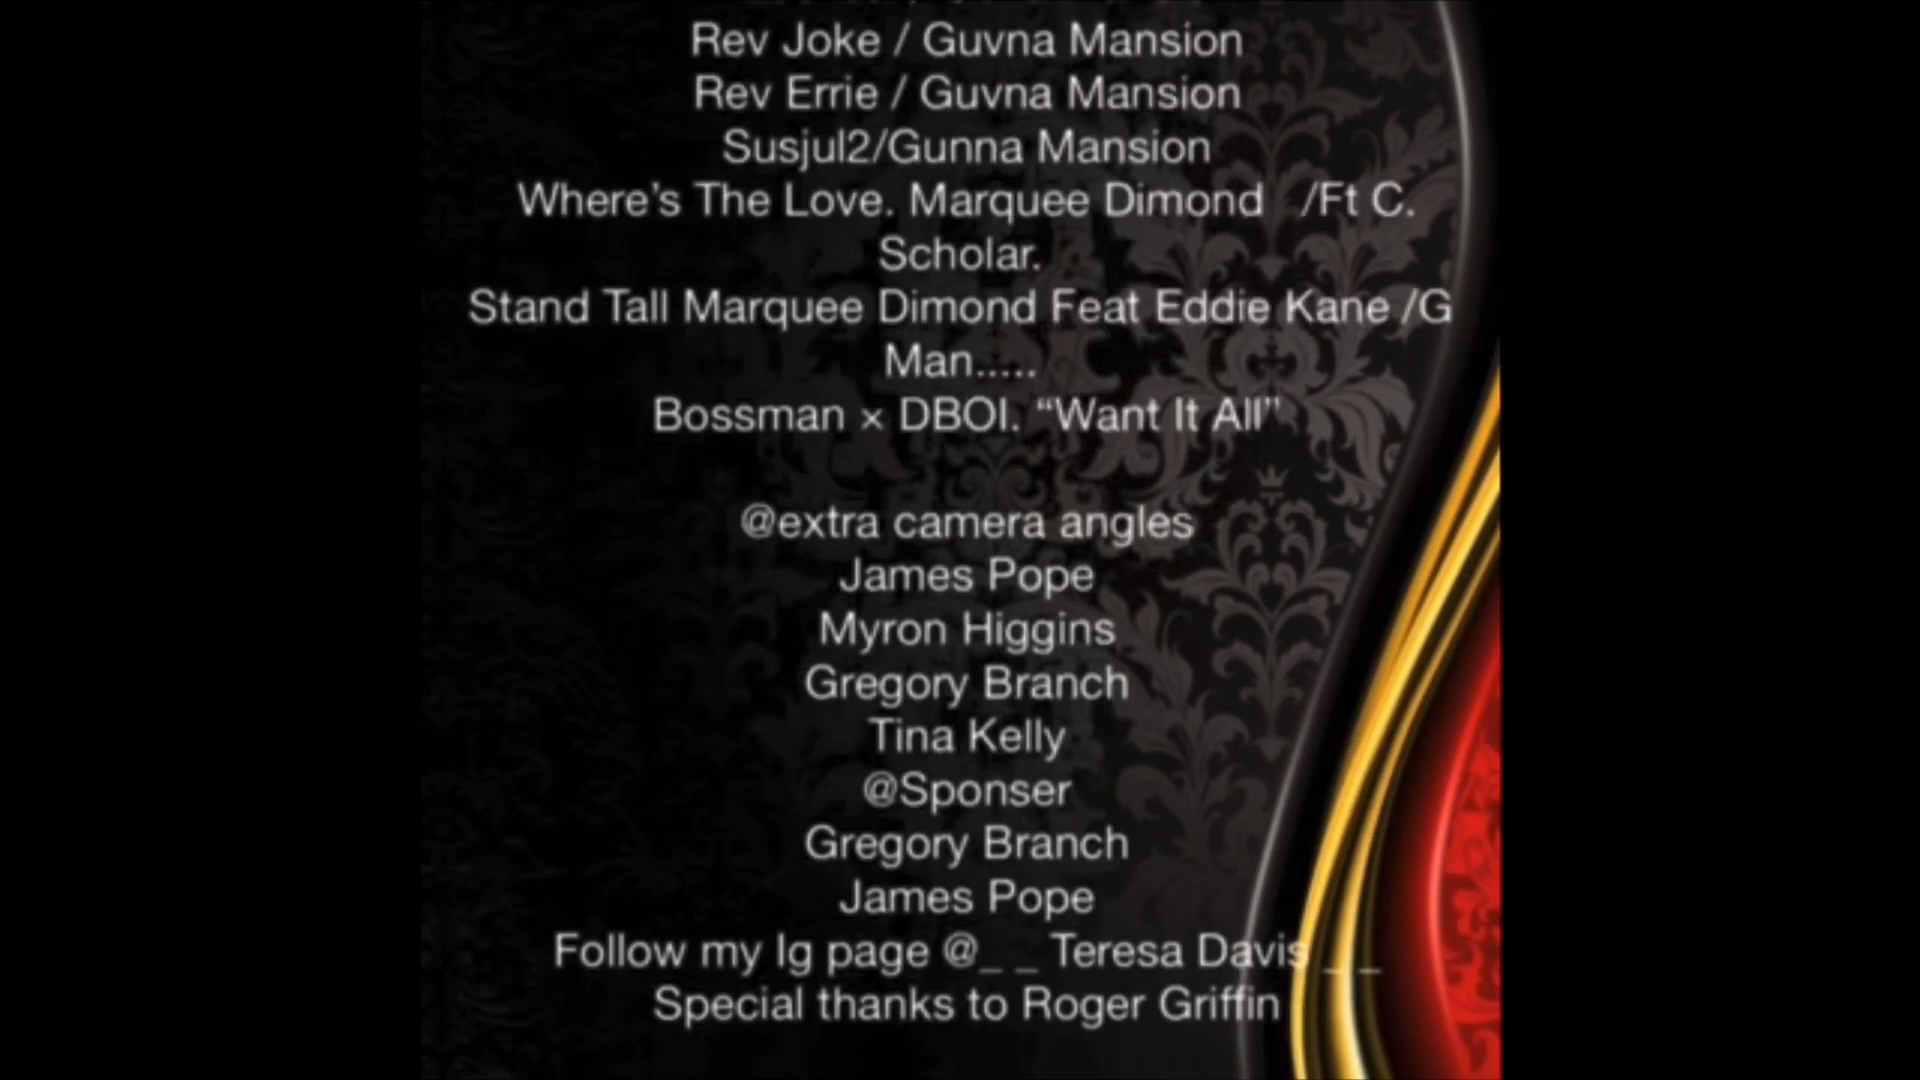 Rev Joke / Guvna Mansion
Rev Errie / Guvna Mansion
Susjul2/Gunna Mansion
Where's The Love. Marquee Dimond /Ft C.
Scholar.
Stand Tall Marquee Dimond Feat Eddie Kane /G
Man.....
Bossman × DBOI. “Want It All”
@extra camera angles
James Pope
Myron Higgins
Gregory Branch
Tina Kelly
@Sponser
Gregory Branch
James Pope
Follow my Ig page @_ _ Teresa Davis _ _
Special thanks to Roger Griffin